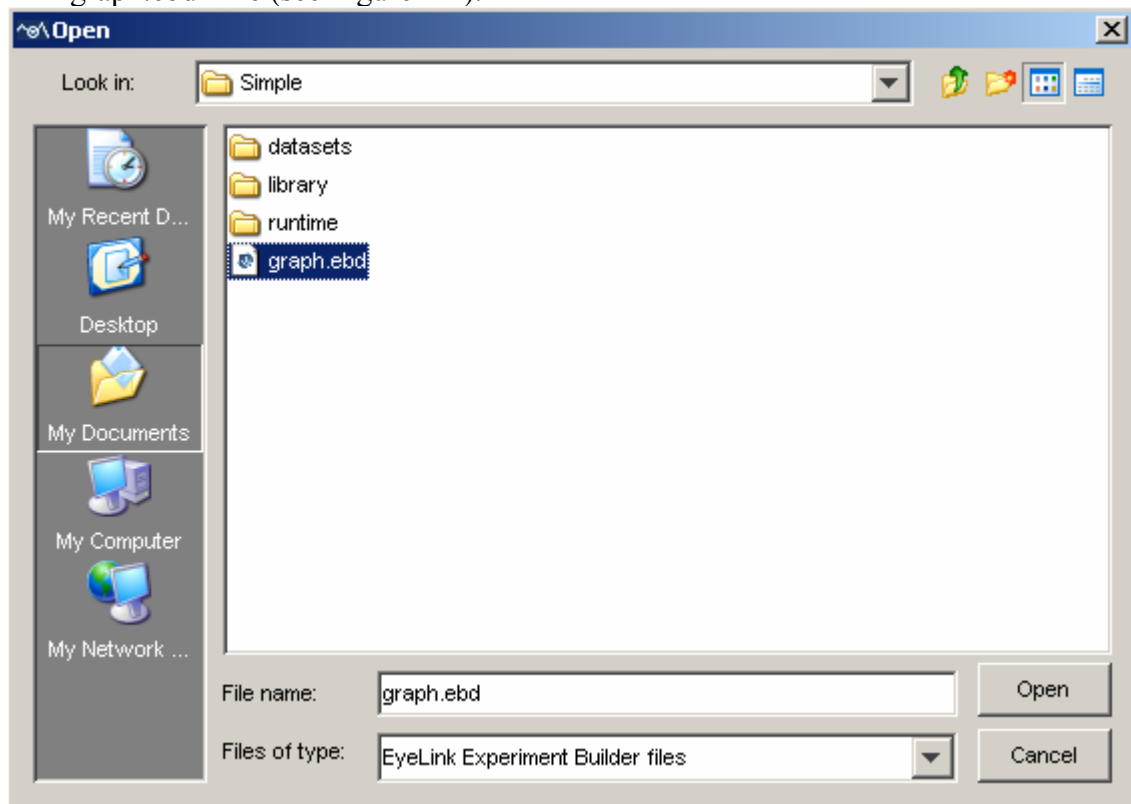 Open
Look in:
Simple
datasets
library
runtime
graph.ebd
My Recent D...
Desktop
My Documents
My Computer
My Network ...
File name:
graph.ebd
Open
Files of type:
EyeLink Experiment Builder files
Cancel